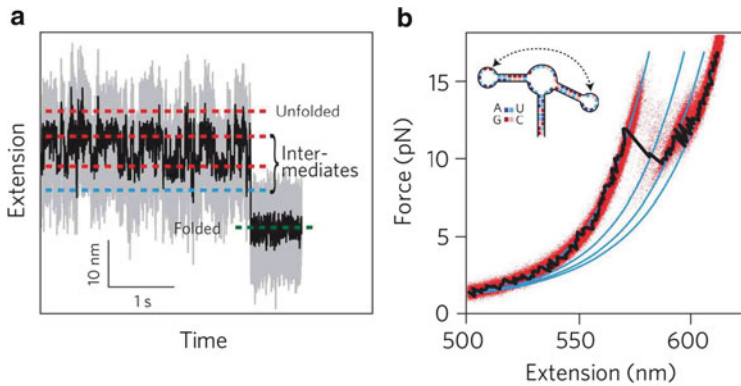 a
Extension
Unfolded
Inter-
mediates
Folded
10 nm
1 s
Time
b
Force (pN)
15
10
5
0
A U
G C
500
550
600
Extension (nm)